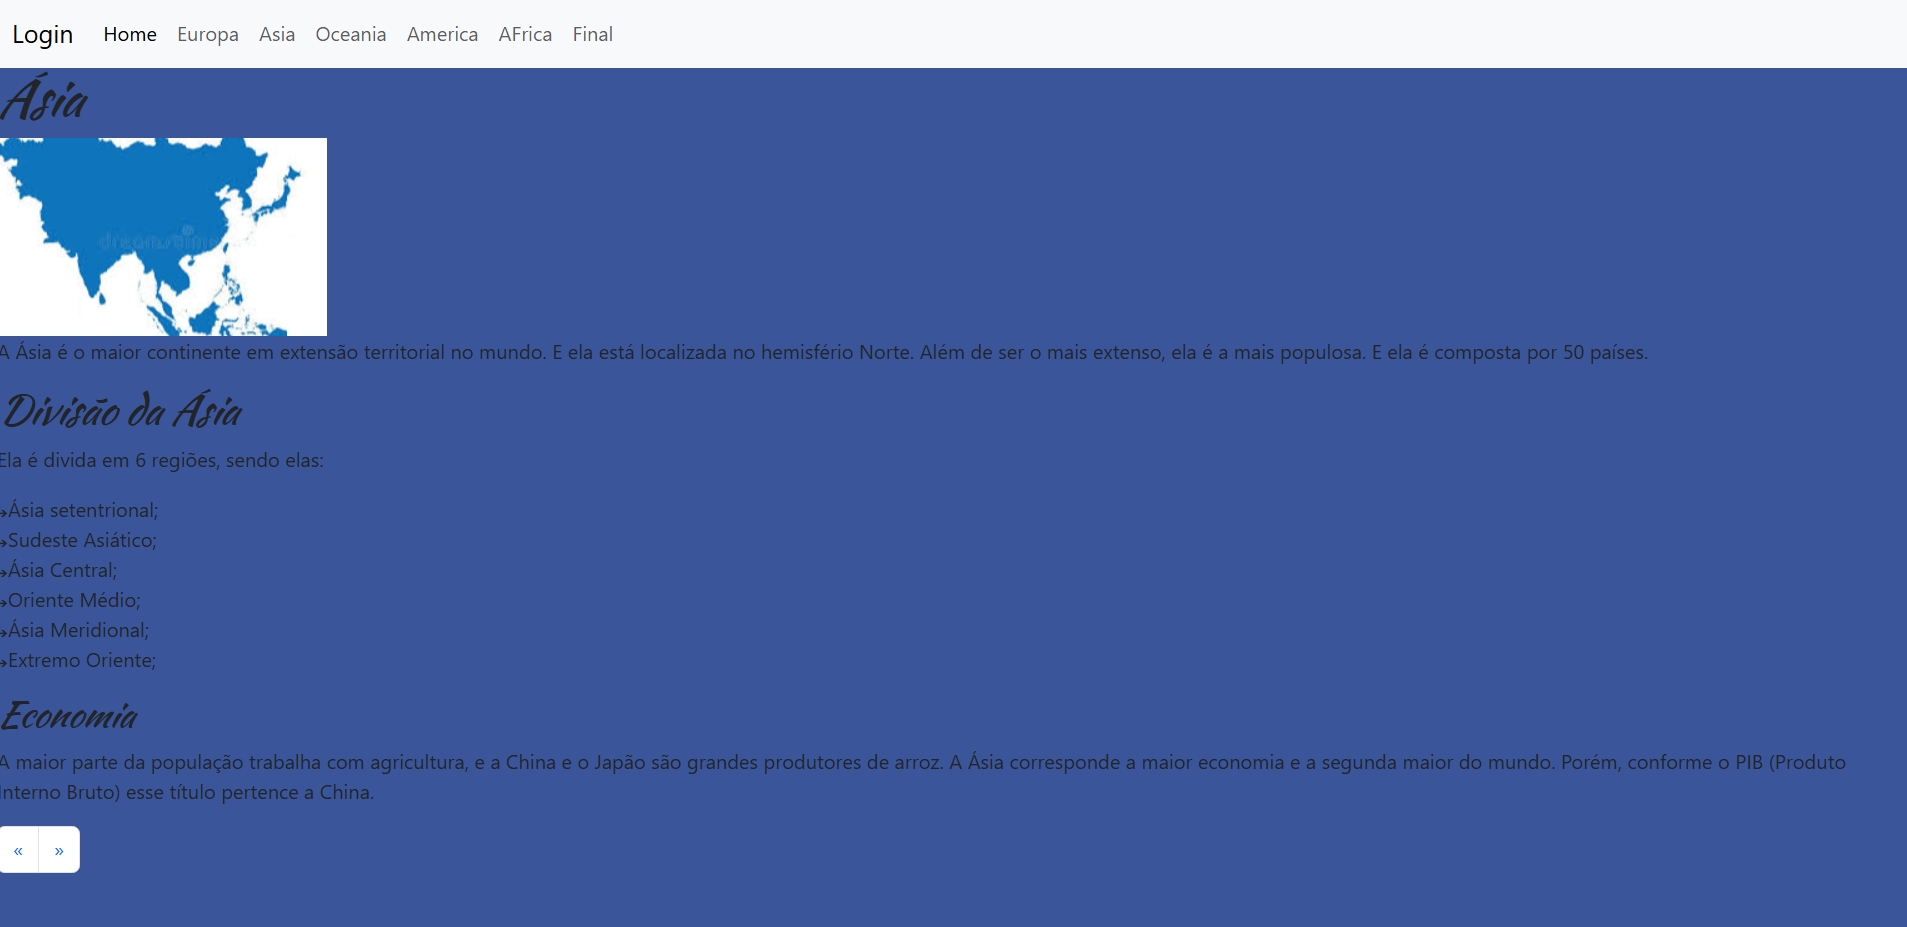 Login Home Europa Asia Oceania America AFrica Final
Ásia
dreamstime
A Ásia é o maior continente em extensão territorial no mundo. E ela está localizada no hemisfério Norte. Além de ser o mais extenso, ela é a mais populosa. E ela é composta por 50 países.
Divisão da Ásia
Ela é divida em 6 regiões, sendo elas:
→Ásia setentrional;
→Sudeste Asiático;
→Ásia Central;
→Oriente Médio;
→Ásia Meridional;
→Extremo Oriente;
Economia
A maior parte da população trabalha com agricultura, e a China e o Japão são grandes produtores de arroz. A Ásia corresponde a maior economia e a segunda maior do mundo. Porém, conforme o PIB (Produto
Interno Bruto) esse título pertence a China.
« »